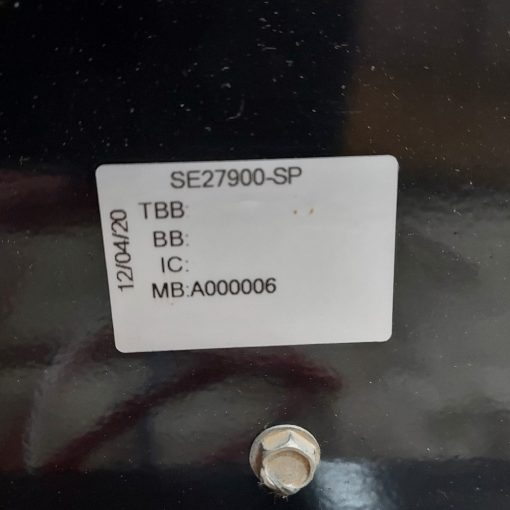 SE27900-SP
12/04/20
TBB:
BB:
IC:
MB:A000006